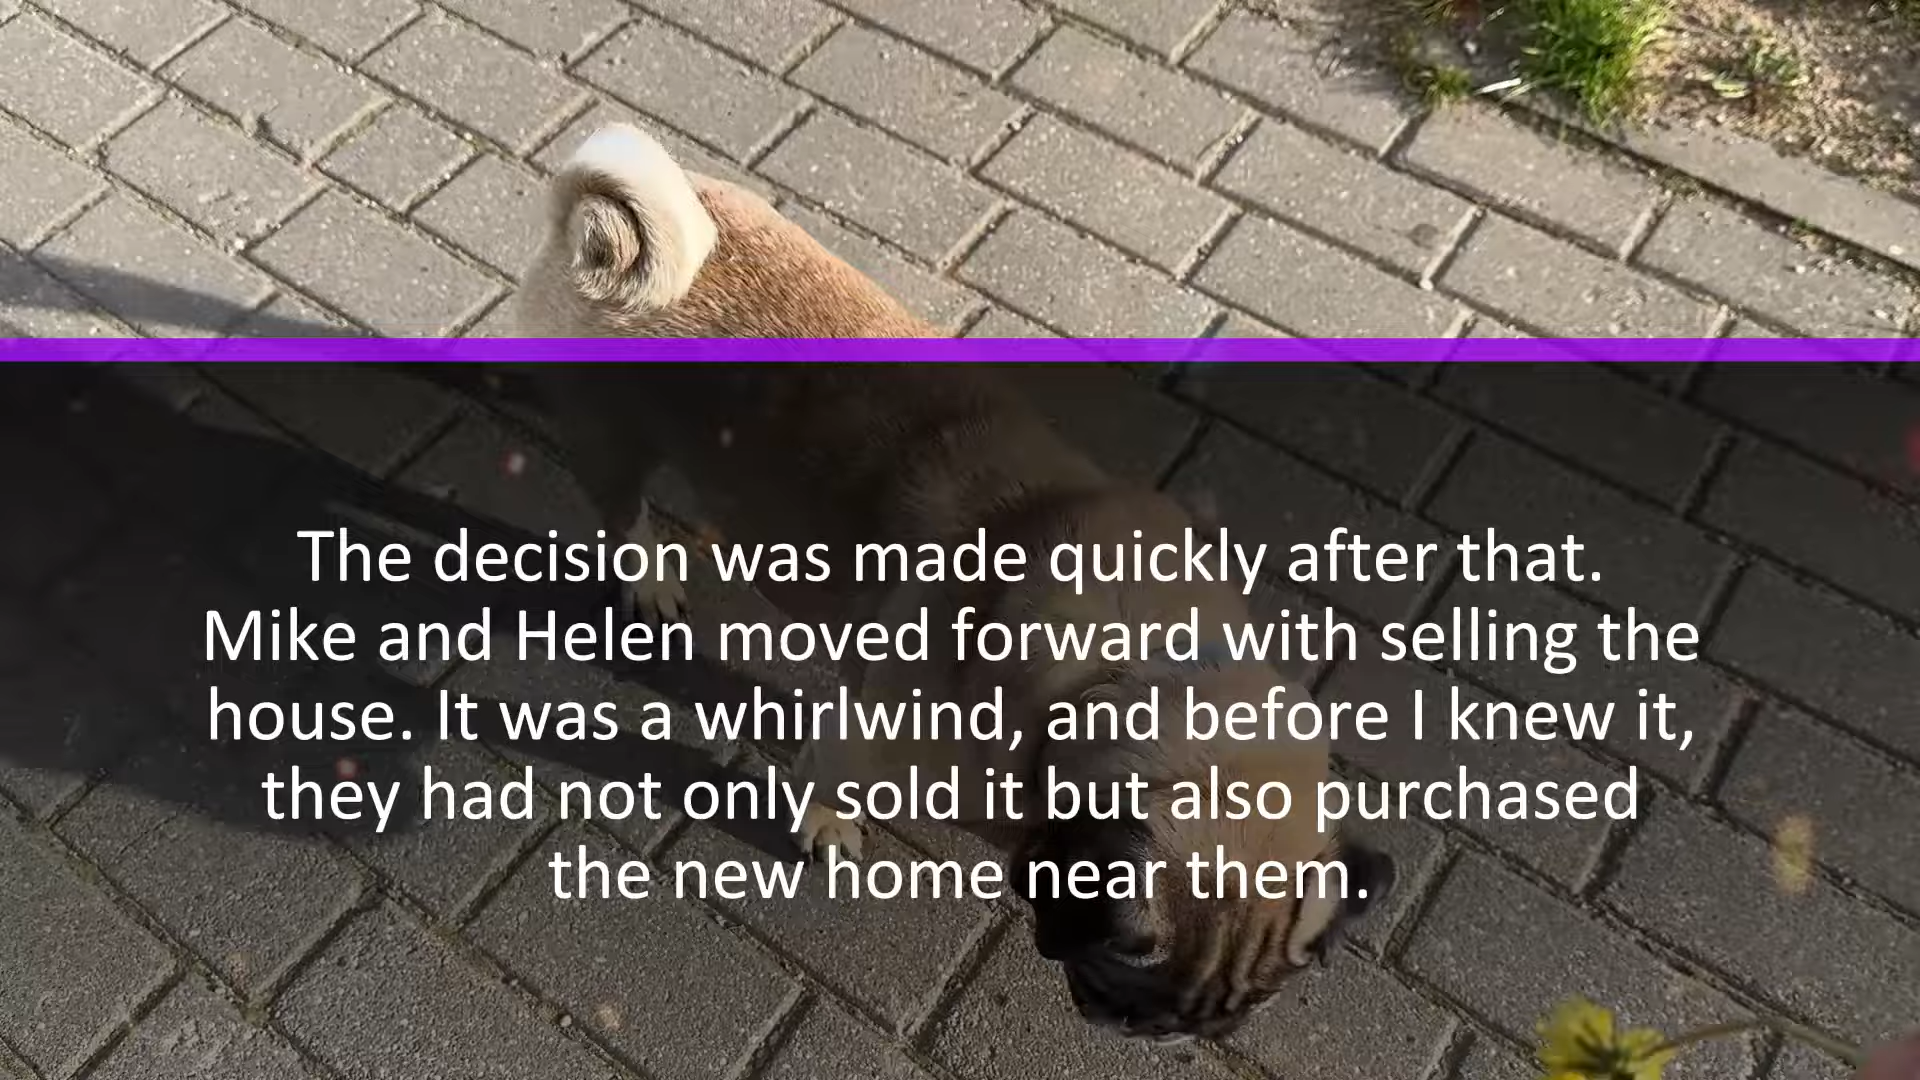 The decision was made quickly after that.
Mike and Helen moved forward with selling the
house. It was a whirlwind, and before I knew it,
they had not only sold it but also purchased
the new home near them.